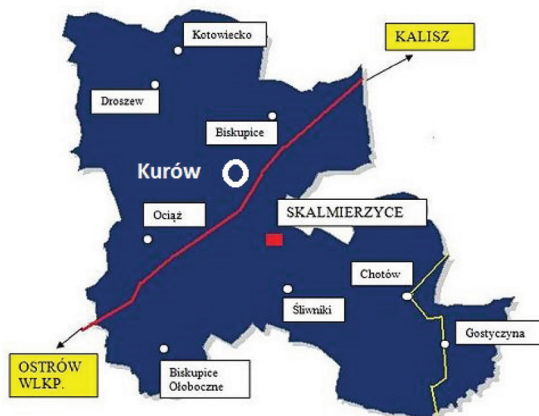 Kotowiecko
KALISZ
Droszew
Biskupice
Kurów
Ociąż
SKALMIERZYCE
Chotów
Śliwniki
Gostyczyna
OSTRÓW
WLKP.
Biskupice
Ołoboczne